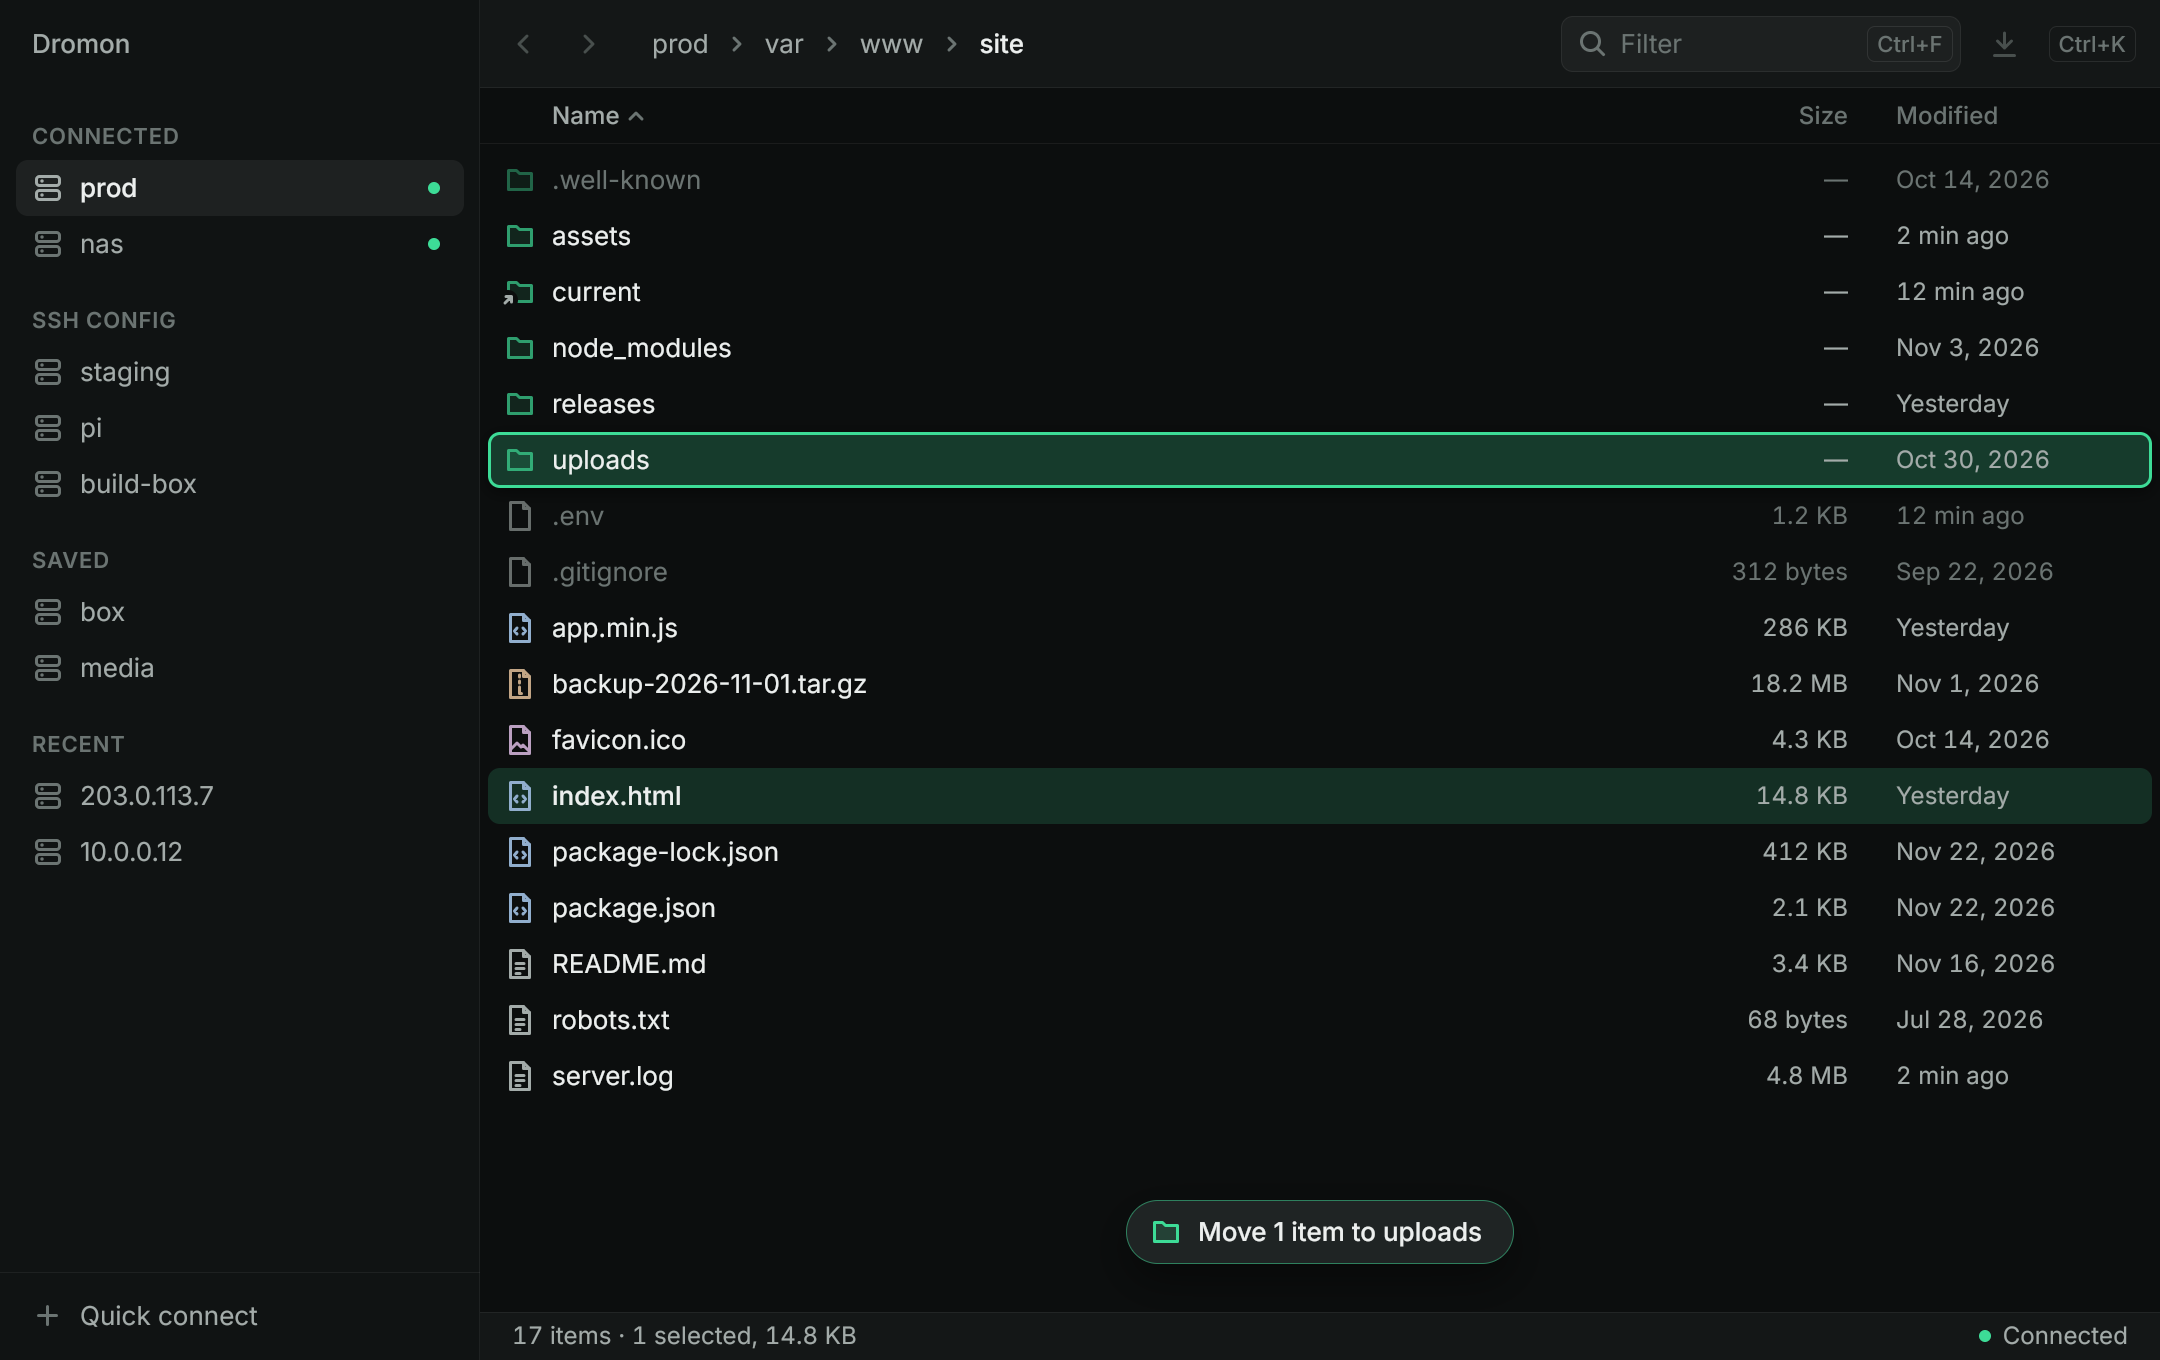 Dromon
CONNECTED
prod
nas
SSH CONFIG
staging
pi
build-box
SAVED
box
media
RECENT
203.0.113.7
10.0.0.12
Quick connect
prod var www site
Filter Ctrl+F Ctrl+K
Name Size Modified
.well-known — Oct 14, 2026
assets — 2 min ago
current — 12 min ago
node_modules — Nov 3, 2026
releases — Yesterday
uploads — Oct 30, 2026
.env 1.2 KB 12 min ago
.gitignore 312 bytes Sep 22, 2026
app.min.js 286 KB Yesterday
backup-2026-11-01.tar.gz 18.2 MB Nov 1, 2026
favicon.ico 4.3 KB Oct 14, 2026
index.html 14.8 KB Yesterday
package-lock.json 412 KB Nov 22, 2026
package.json 2.1 KB Nov 22, 2026
README.md 3.4 KB Nov 16, 2026
robots.txt 68 bytes Jul 28, 2026
server.log 4.8 MB 2 min ago
Move 1 item to uploads
17 items · 1 selected, 14.8 KB Connected